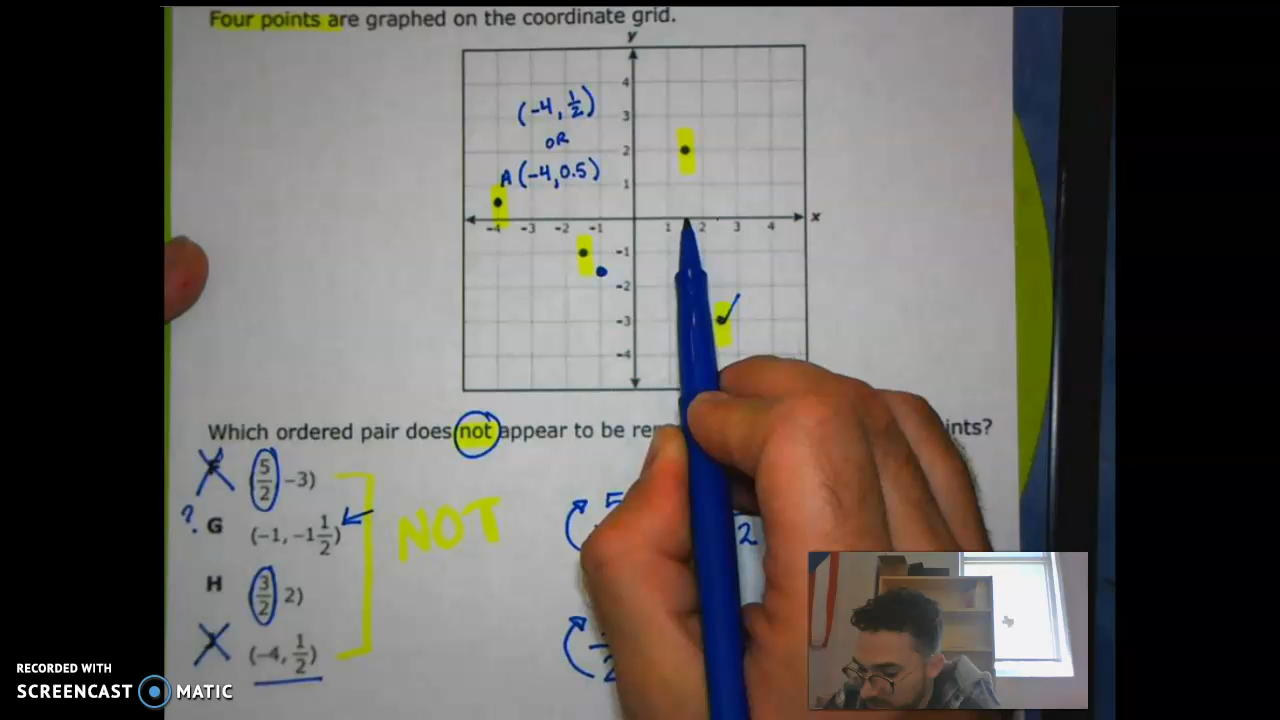 Four points are graphed on the coordinate grid.
y
4
3
2
1
-4 -3 -2 -1 1 2 3 4 x
-1
-2
-3
-4
(-4, 1/2)
OR
A (-4, 0.5)
Which ordered pair does not appear to be
ints?
(5/2 -3)
? G (-1, -1 1/2)
H (3/2 2)
(-4, 1/2)
NOT
5
2
2
RECORDED WITH
SCREENCAST MATIC